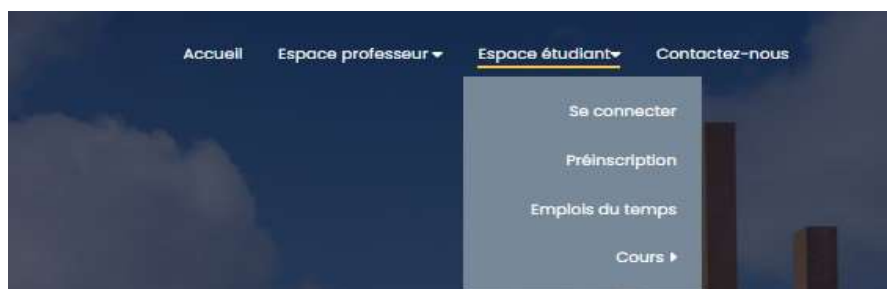 Accueil Espace professeur Espace étudiant Contactez-nous
Se connecter
Préinscription
Emplois du temps
Cours